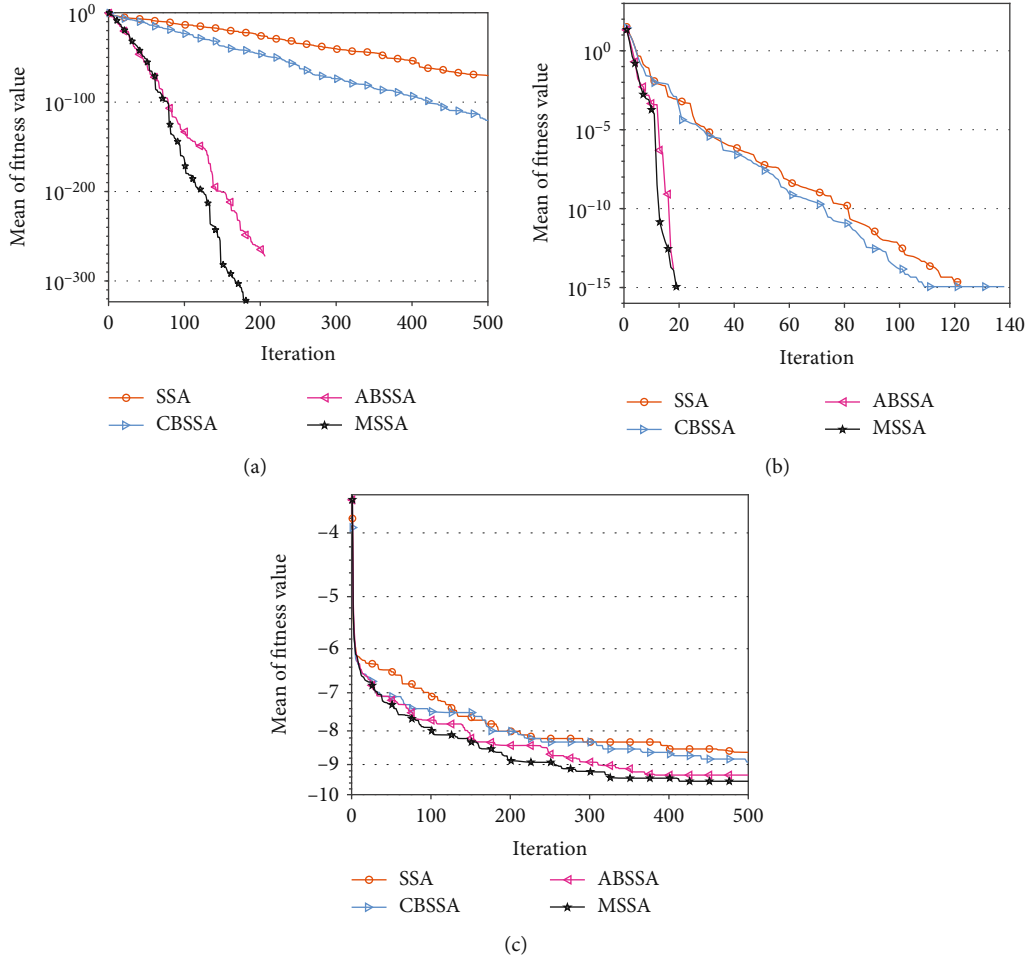 Mean of fitness value
10^0
10^-100
10^-200
10^-300
0 100 200 300 400 500
Iteration
SSA
CBSSA
ABSSA
MSSA
(a)
Mean of fitness value
10^0
10^-5
10^-10
10^-15
0 20 40 60 80 100 120 140
Iteration
SSA
CBSSA
ABSSA
MSSA
(b)
Mean of fitness value
−4
−5
−6
−7
−8
−9
−10
0 100 200 300 400 500
Iteration
SSA
CBSSA
ABSSA
MSSA
(c)